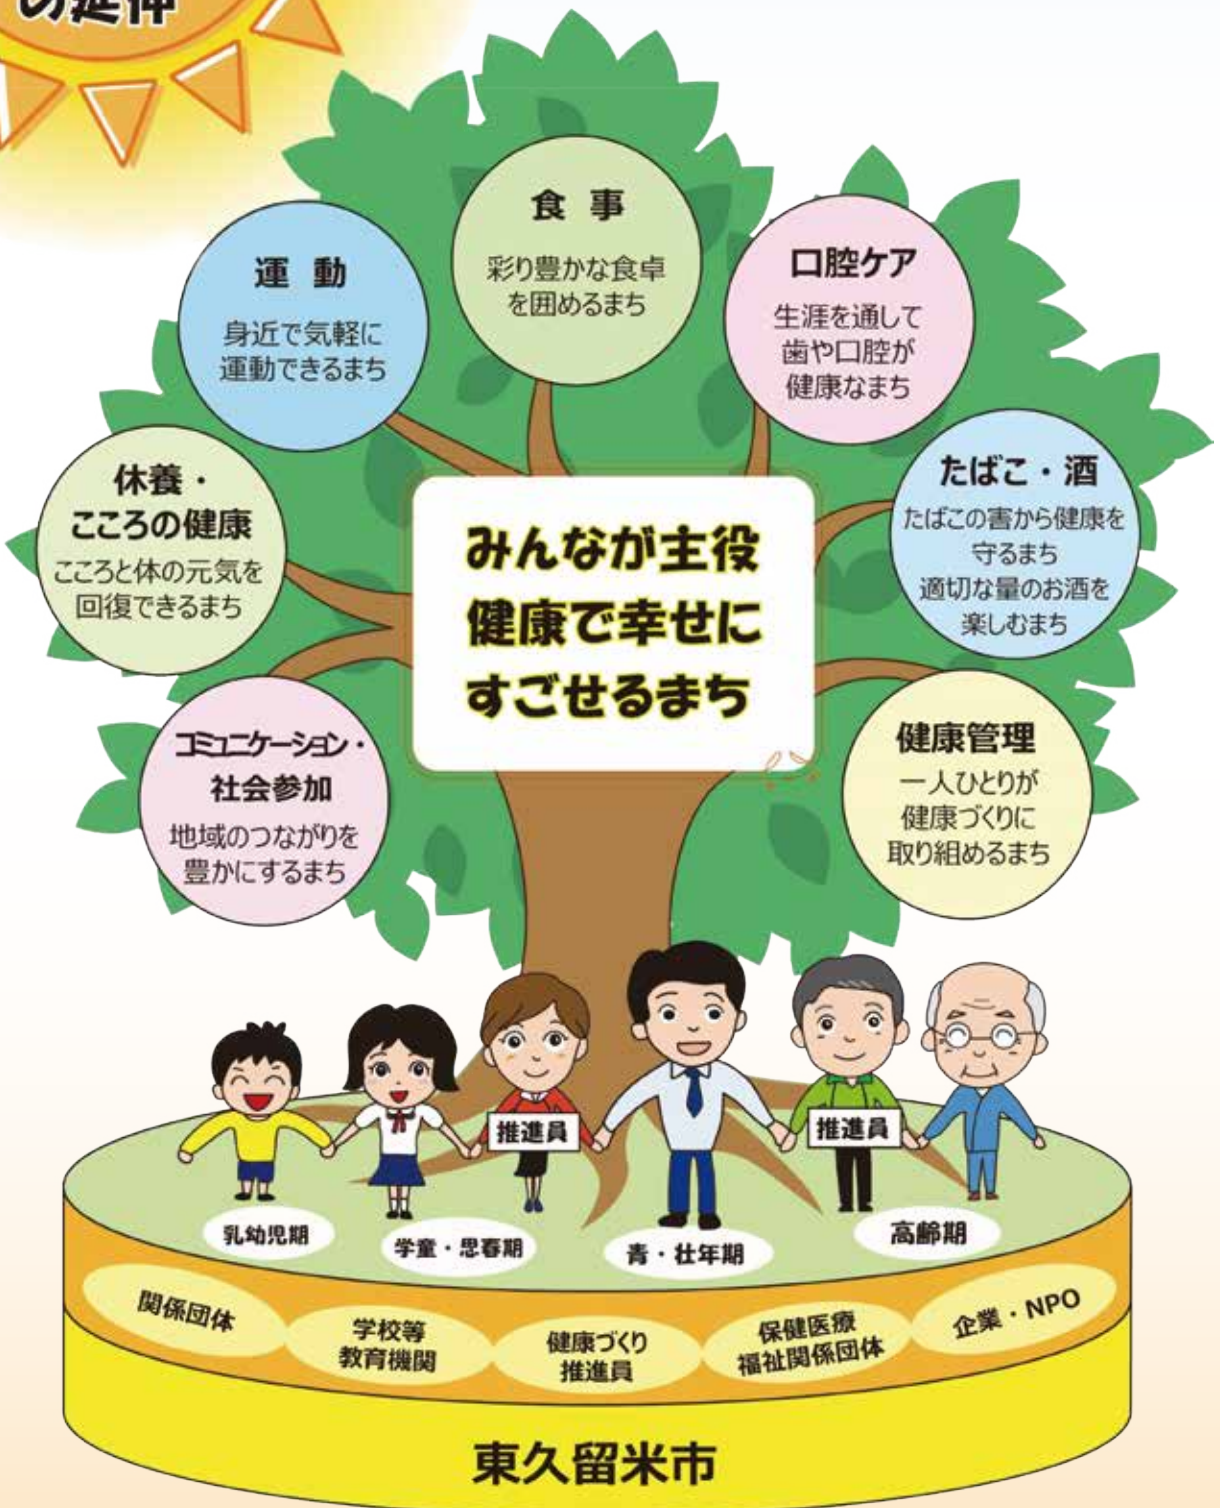 の延伸
食 事
彩り豊かな食卓
を囲めるまち
運 動
身近で気軽に
運動できるまち
口腔ケア
生涯を通して
歯や口腔が
健康なまち
休養・
こころの健康
こころと体の元気を
回復できるまち
たばこ・酒
たばこの害から健康を
守るまち
適切な量のお酒を
楽しむまち
みんなが主役
健康で幸せに
すごせるまち
コミュニケーション・
社会参加
地域のつながりを
豊かにするまち
健康管理
一人ひとりが
健康づくりに
取り組めるまち
推進員
推進員
乳幼児期
学童・思春期
青・壮年期
高齢期
関係団体
学校等
教育機関
健康づくり
推進員
保健医療
福祉関係団体
企業・NPO
東久留米市